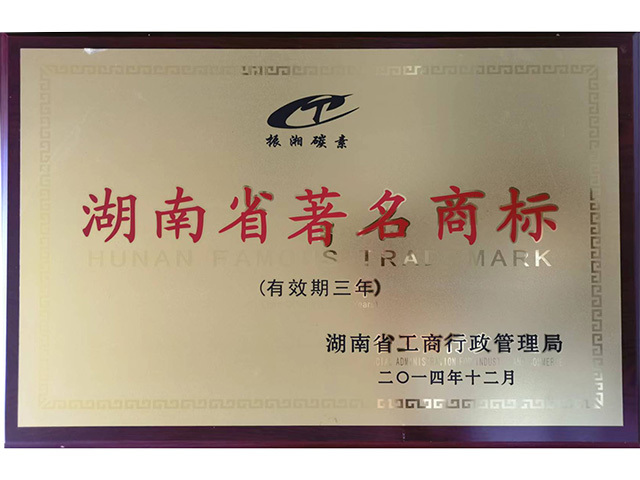 振湘碳素
湖南省著名商标
HUNAN FAMOUS TRADEMARK
(有效期三年)
湖南省工商行政管理局
二〇一四年十二月